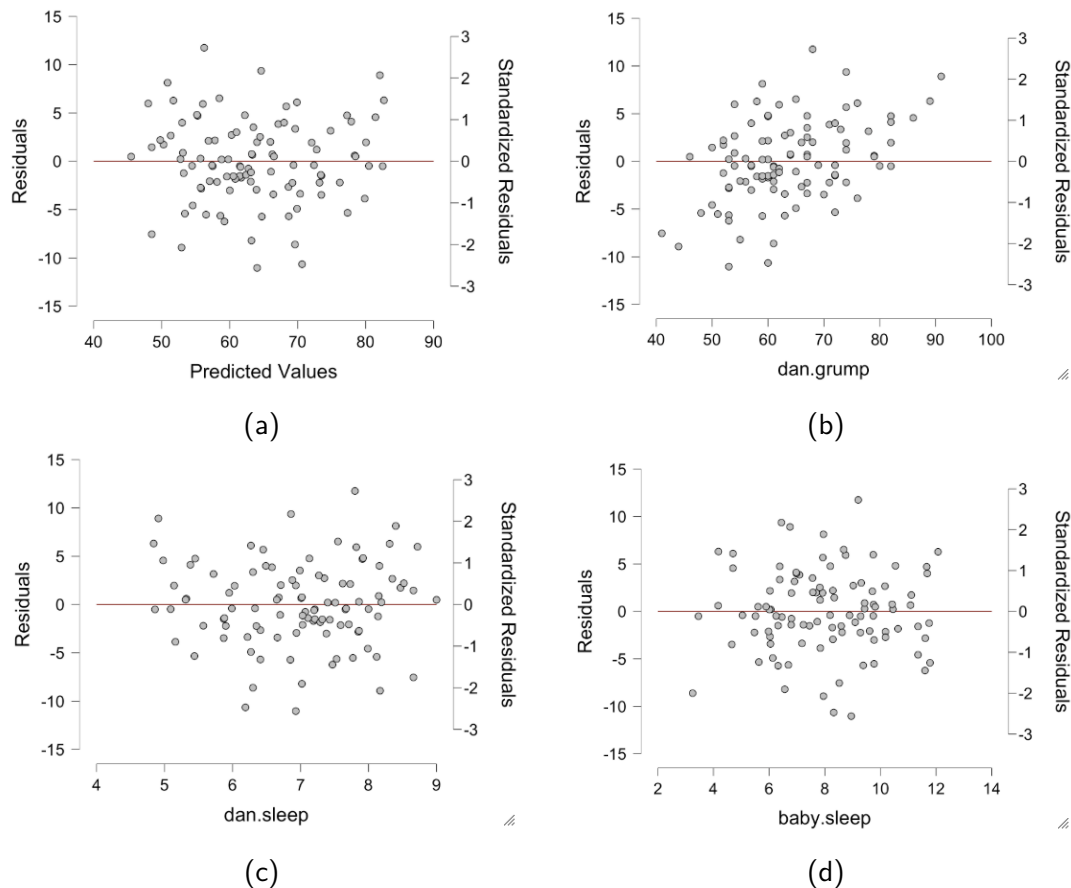 15
10
5
0
-5
-10
-15
Residuals
3
2
1
0
-1
-2
-3
Standardized Residuals
40 50 60 70 80 90
Predicted Values
(a)
15
10
5
0
-5
-10
-15
Residuals
3
2
1
0
-1
-2
-3
Standardized Residuals
40 50 60 70 80 90 100
dan.grump
(b)
15
10
5
0
-5
-10
-15
Residuals
3
2
1
0
-1
-2
-3
Standardized Residuals
4 5 6 7 8 9
dan.sleep
(c)
15
10
5
0
-5
-10
-15
Residuals
3
2
1
0
-1
-2
-3
Standardized Residuals
2 4 6 8 10 12 14
baby.sleep
(d)